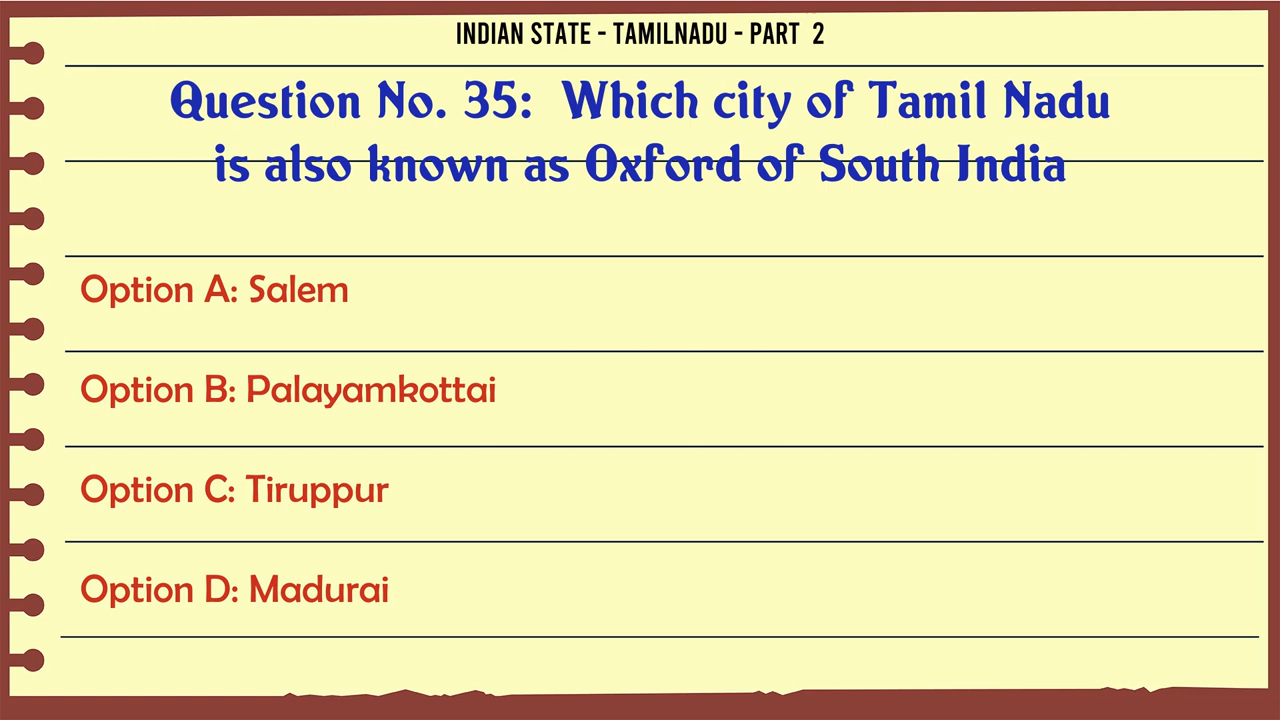 INDIAN STATE - TAMILNADU - PART 2
Question No. 35: Which city of Tamil Nadu
is also known as Oxford of South India
Option A: Salem
Option B: Palayamkottai
Option C: Tiruppur
Option D: Madurai